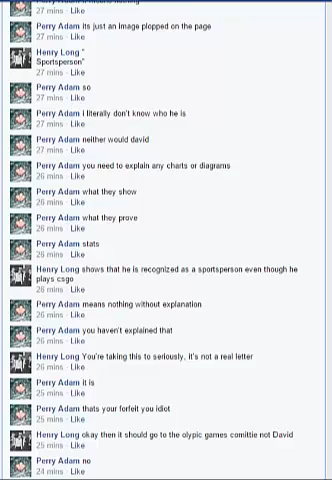 27 mins · Like
Perry Adam its just an image plopped on the page
27 mins · Like
Henry Long "
Sportsperson"
27 mins · Like
Perry Adam so
27 mins · Like
Perry Adam i literally don't know who he is
27 mins · Like
Perry Adam neither would david
27 mins · Like
Perry Adam you need to explain any charts or diagrams
26 mins · Like
Perry Adam what they show
26 mins · Like
Perry Adam what they prove
26 mins · Like
Perry Adam stats
26 mins · Like
Henry Long shows that he is recognized as a sportsperson even though he
plays csgo
26 mins · Like
Perry Adam means nothing without explanation
26 mins · Like
Perry Adam you haven't explained that
26 mins · Like
Henry Long You're taking this to seriously, it's not a real letter
26 mins · Like
Perry Adam it is
25 mins · Like
Perry Adam thats your forfeit you idiot
25 mins · Like
Henry Long okay then it should go to the olypic games comittie not David
25 mins · Like
Perry Adam no
24 mins · Like